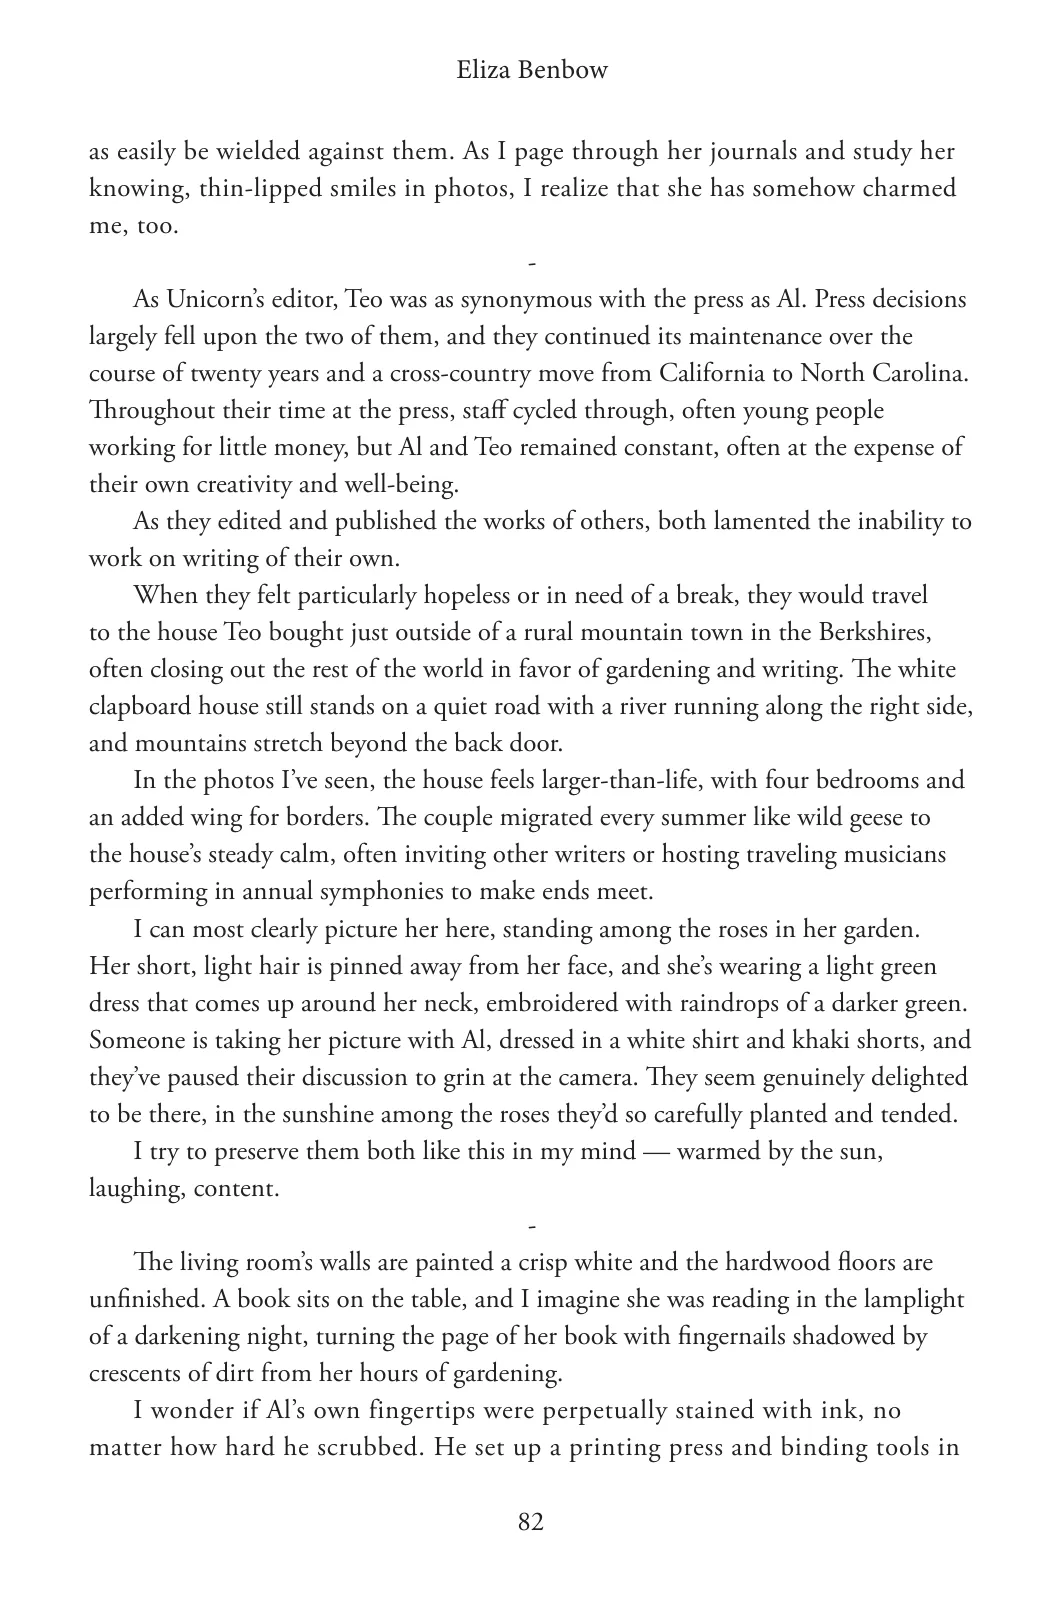 Eliza Benbow
as easily be wielded against them. As I page through her journals and study her
knowing, thin-lipped smiles in photos, I realize that she has somehow charmed
me, too.
-
As Unicorn’s editor, Teo was as synonymous with the press as Al. Press decisions
largely fell upon the two of them, and they continued its maintenance over the
course of twenty years and a cross-country move from California to North Carolina.
Throughout their time at the press, staff cycled through, often young people
working for little money, but Al and Teo remained constant, often at the expense of
their own creativity and well-being.
As they edited and published the works of others, both lamented the inability to
work on writing of their own.
When they felt particularly hopeless or in need of a break, they would travel
to the house Teo bought just outside of a rural mountain town in the Berkshires,
often closing out the rest of the world in favor of gardening and writing. The white
clapboard house still stands on a quiet road with a river running along the right side,
and mountains stretch beyond the back door.
In the photos I’ve seen, the house feels larger-than-life, with four bedrooms and
an added wing for borders. The couple migrated every summer like wild geese to
the house’s steady calm, often inviting other writers or hosting traveling musicians
performing in annual symphonies to make ends meet.
I can most clearly picture her here, standing among the roses in her garden.
Her short, light hair is pinned away from her face, and she’s wearing a light green
dress that comes up around her neck, embroidered with raindrops of a darker green.
Someone is taking her picture with Al, dressed in a white shirt and khaki shorts, and
they’ve paused their discussion to grin at the camera. They seem genuinely delighted
to be there, in the sunshine among the roses they’d so carefully planted and tended.
I try to preserve them both like this in my mind — warmed by the sun,
laughing, content.
-
The living room’s walls are painted a crisp white and the hardwood floors are
unfinished. A book sits on the table, and I imagine she was reading in the lamplight
of a darkening night, turning the page of her book with fingernails shadowed by
crescents of dirt from her hours of gardening.
I wonder if Al’s own fingertips were perpetually stained with ink, no
matter how hard he scrubbed. He set up a printing press and binding tools in
82